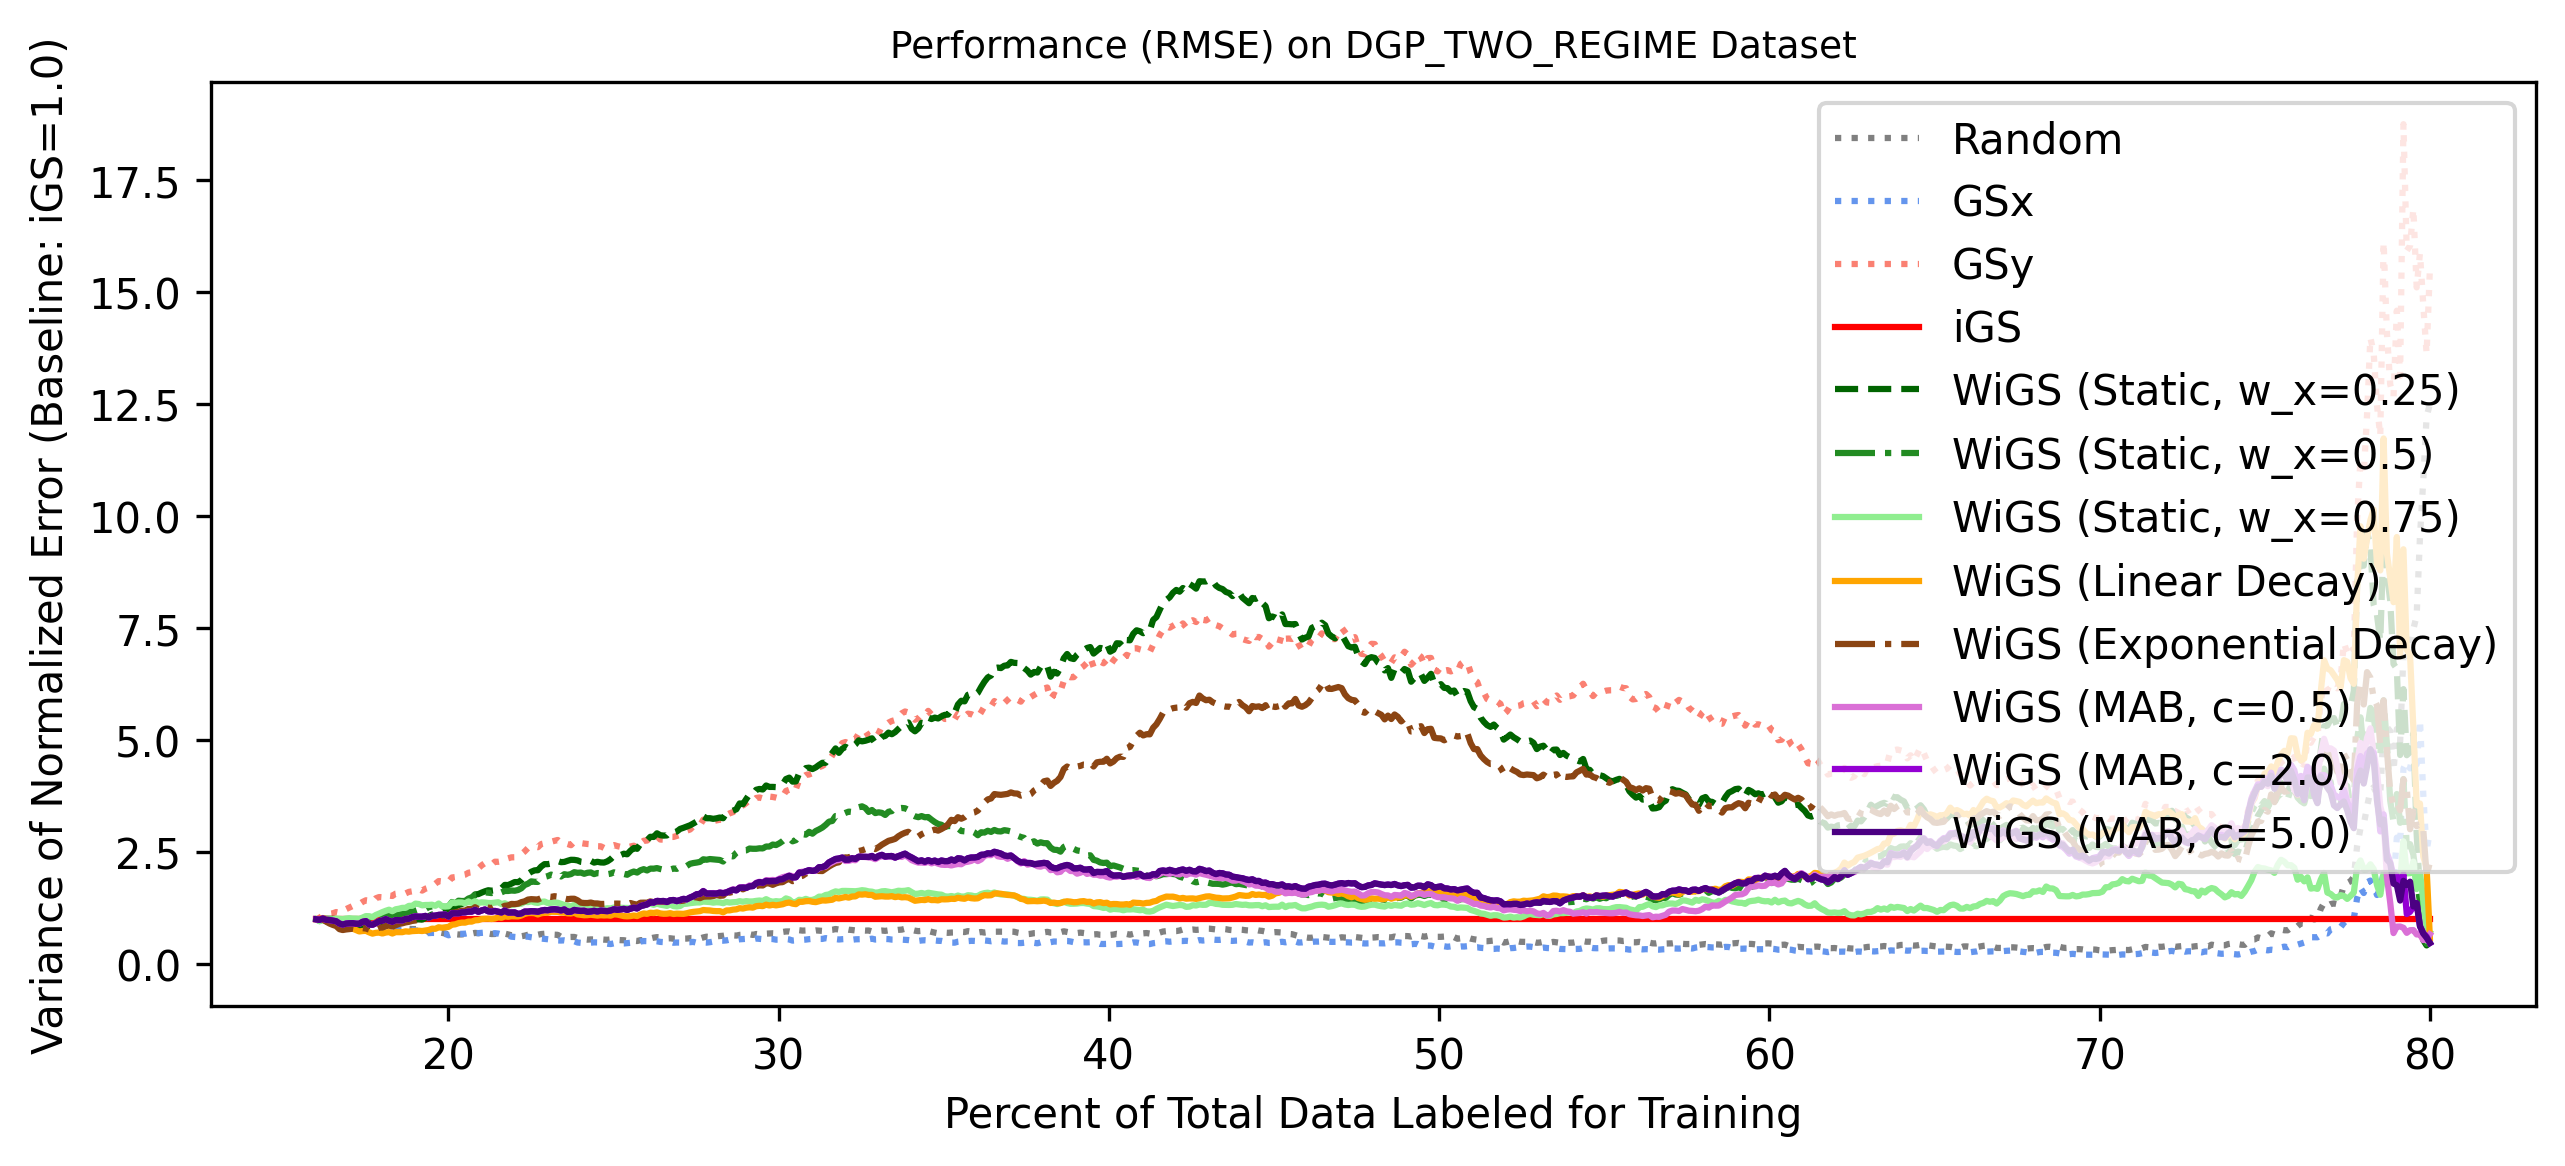 Performance (RMSE) on DGP_TWO_REGIME Dataset
Variance of Normalized Error (Baseline: iGS=1.0)
17.5
15.0
12.5
10.0
7.5
5.0
2.5
0.0
Random
GSx
GSy
iGS
WiGS (Static, w_x=0.25)
WiGS (Static, w_x=0.5)
WiGS (Static, w_x=0.75)
WiGS (Linear Decay)
WiGS (Exponential Decay)
WiGS (MAB, c=0.5)
WiGS (MAB, c=2.0)
WiGS (MAB, c=5.0)
20 30 40 50 60 70 80
Percent of Total Data Labeled for Training